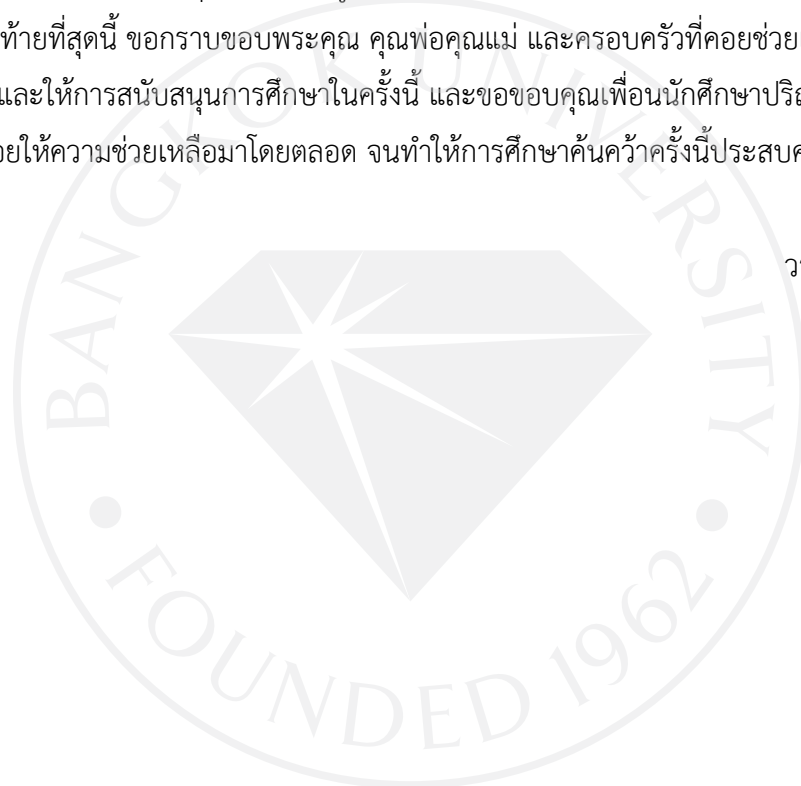 ท้ายที่สุดนี้ ขอกราบขอบพระคุณ คุณพ่อคุณแม่ และครอบครัวที่คอยช่วย
และให้การสนับสนุนการศึกษาในครั้งนี้ และขอขอบคุณเพื่อนนักศึกษา
ให้ความช่วยเหลือมาโดยตลอด จนทำให้การศึกษาค้นคว้าครั้งนี้ประสบ
BANGKOK UNIVERSITY
FOUNDED 1962